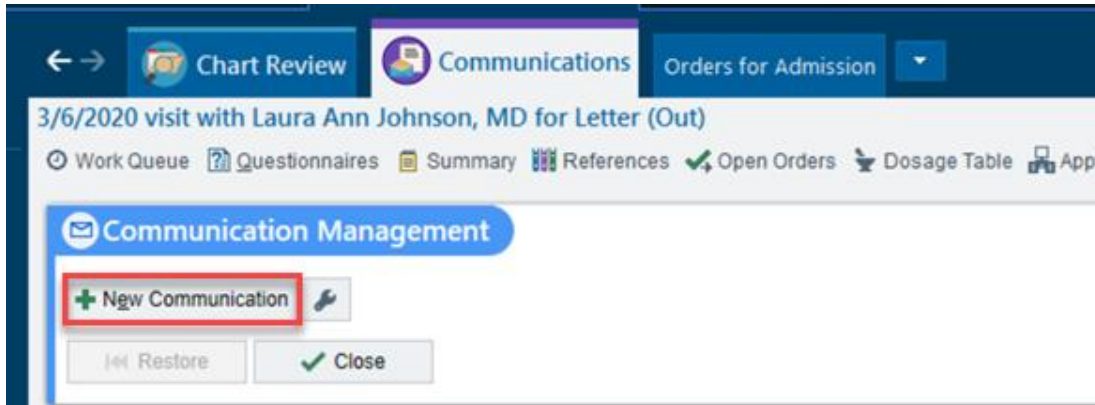 Chart Review Communications Orders for Admission
3/6/2020 visit with Laura Ann Johnson, MD for Letter (Out)
Work Queue Questionnaires Summary References Open Orders Dosage Table App
Communication Management
New Communication
Restore Close